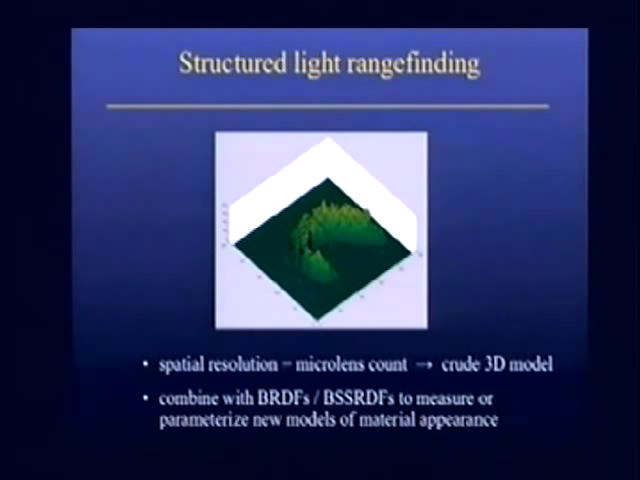 Structured light rangefinding
• spatial resolution = microlens count → crude 3D model
• combine with BRDFs / BSSRDFs to measure or
parameterize new models of material appearance